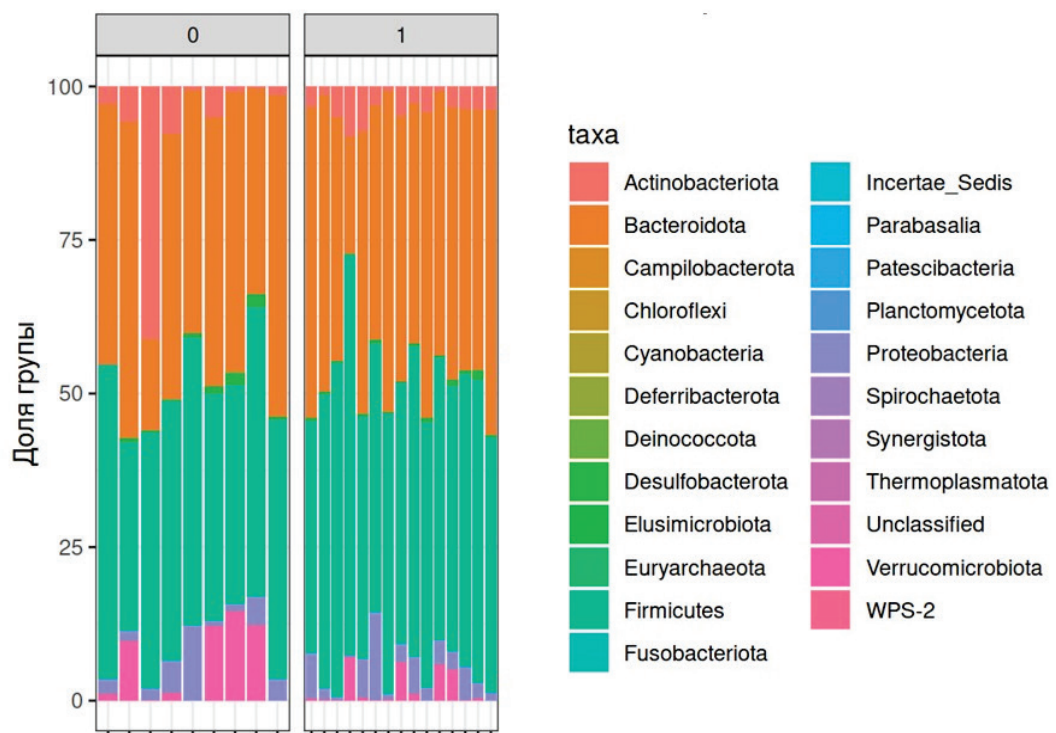 0
1
100
75
50
25
0
Доля групы
taxa
Actinobacteriota
Bacteroidota
Campilobacterota
Chloroflexi
Cyanobacteria
Deferribacterota
Deinococcota
Desulfobacterota
Elusimicrobiota
Euryarchaeota
Firmicutes
Fusobacteriota
Incertae_Sedis
Parabasalia
Patescibacteria
Planctomycetota
Proteobacteria
Spirochaetota
Synergistota
Thermoplasmatota
Unclassified
Verrucomicrobiota
WPS-2